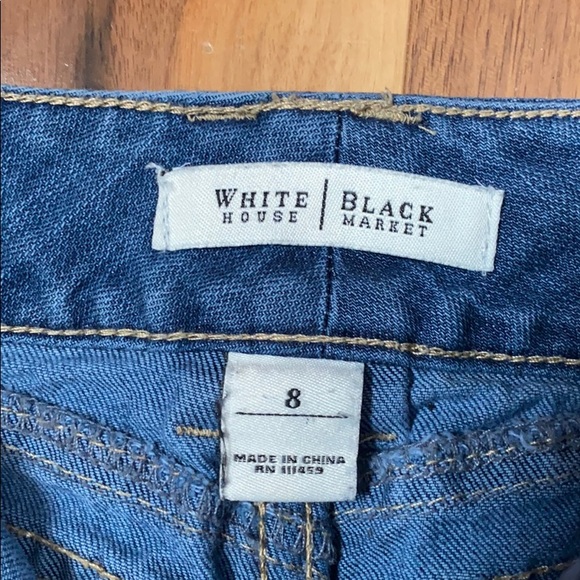 WHITE | BLACK
HOUSE | MARKET
8
MADE IN CHINA
RN 111459